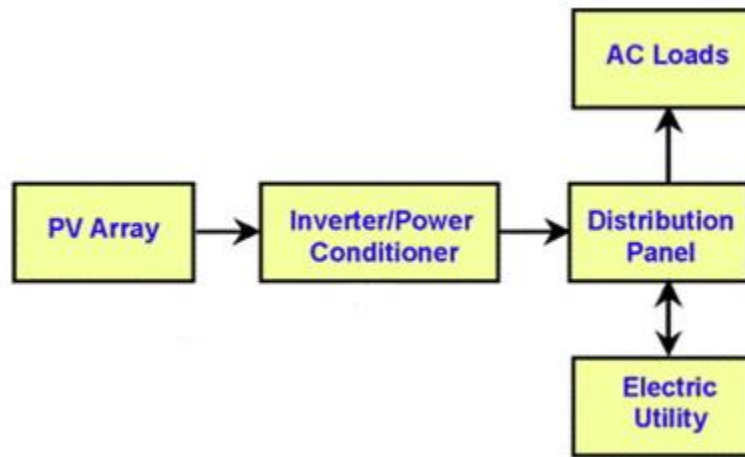 AC Loads
PV Array
Inverter/Power
Conditioner
Distribution
Panel
Electric
Utility